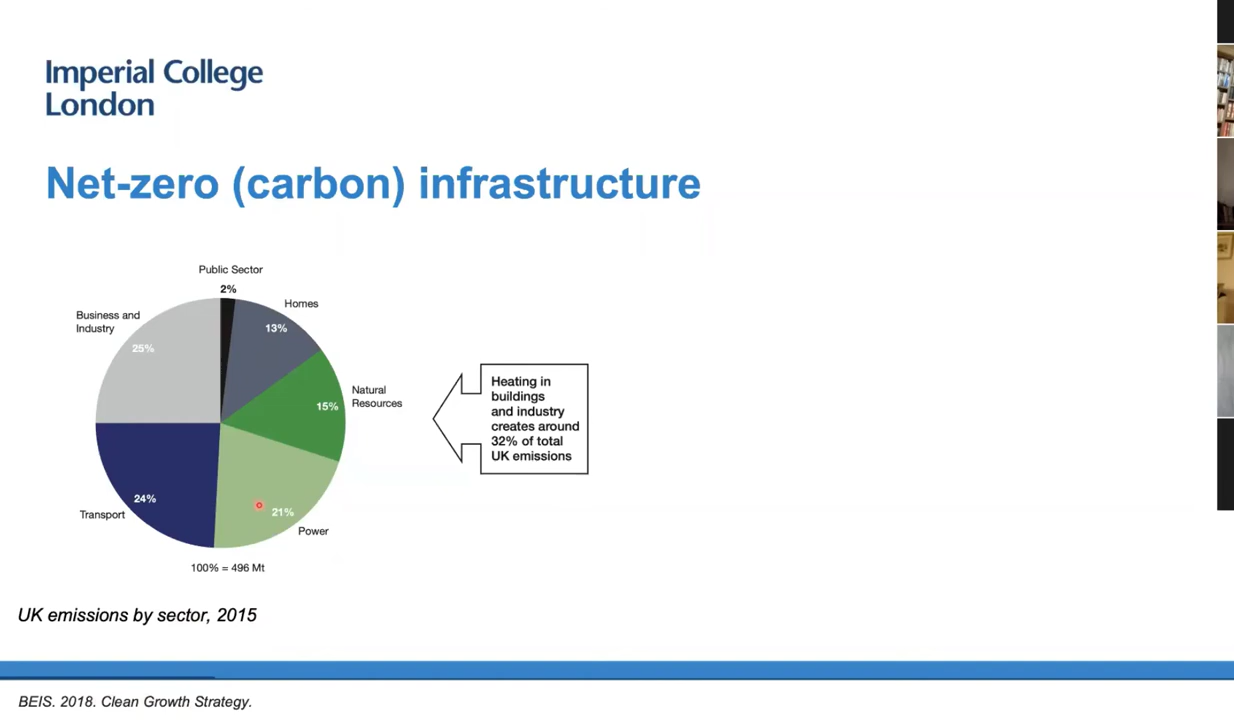 Imperial College
London
Net-zero (carbon) infrastructure
Public Sector
2%
Homes
13%
Business and
Industry
25%
Natural
Resources
15%
Heating in
buildings
and industry
creates around
32% of total
UK emissions
24%
Transport
21%
Power
100% = 496 Mt
UK emissions by sector, 2015
BEIS. 2018. Clean Growth Strategy.